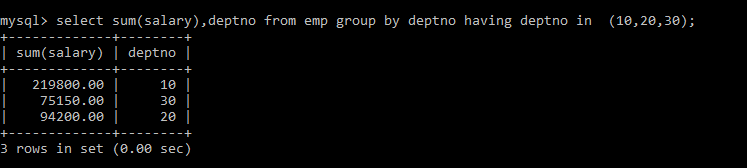 mysql> select sum(salary),deptno from emp group by deptno having deptno in  (10,20,30);
+-------------+--------+
| sum(salary) | deptno |
+-------------+--------+
|   219800.00 |     10 |
|    75150.00 |     30 |
|    94200.00 |     20 |
+-------------+--------+
3 rows in set (0.00 sec)